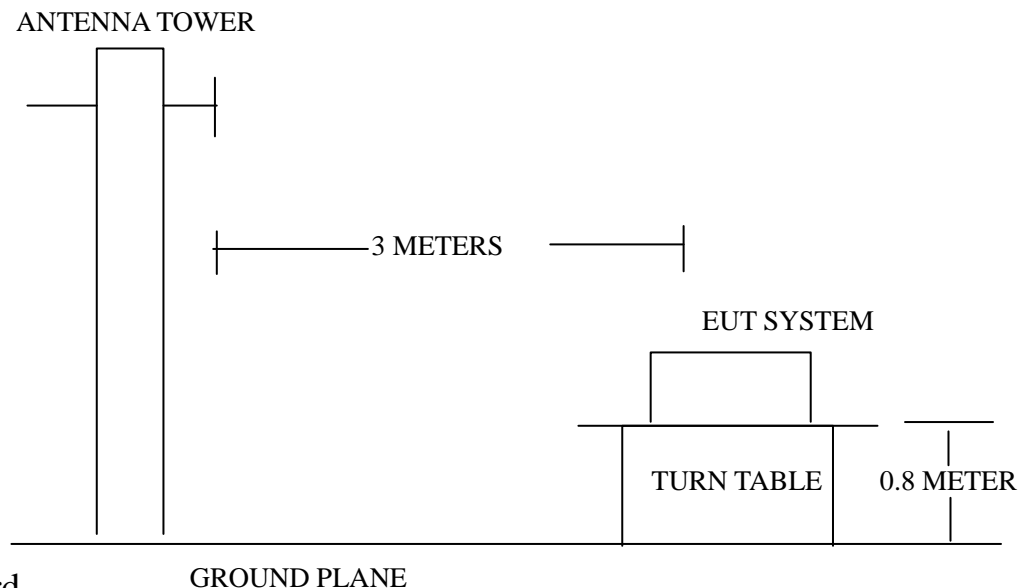 ANTENNA TOWER
3 METERS
EUT SYSTEM
TURN TABLE
0.8 METER
GROUND PLANE